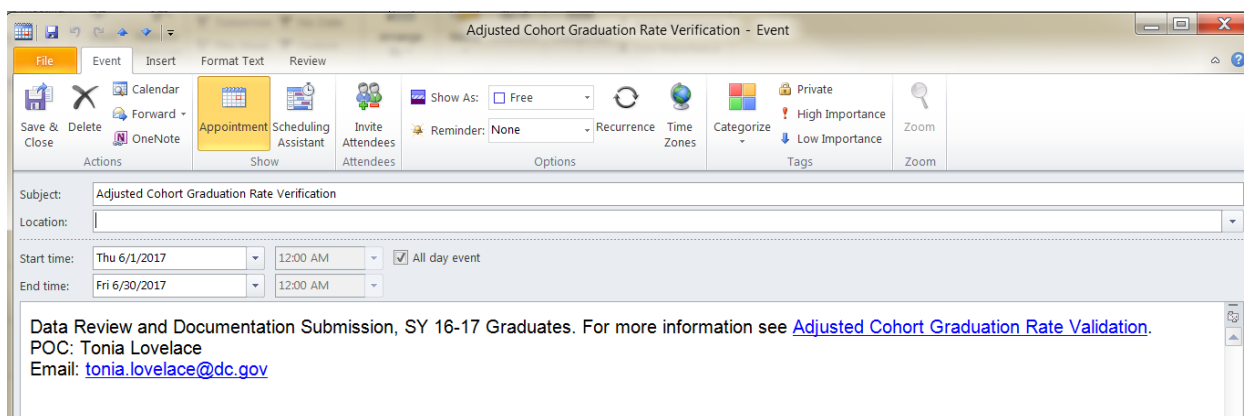 Adjusted Cohort Graduation Rate Verification - Event
File Event Insert Format Text Review
Save & Close Delete Calendar Forward OneNote
Appointment Scheduling Assistant
Invite Attendees
Show As: Free
Reminder: None
Recurrence Time Zones
Categorize Private High Importance Low Importance
Zoom
Actions Show Attendees Options Tags Zoom
Subject: Adjusted Cohort Graduation Rate Verification
Location:
Start time: Thu 6/1/2017 12:00 AM All day event
End time: Fri 6/30/2017 12:00 AM
Data Review and Documentation Submission, SY 16-17 Graduates. For more information see Adjusted Cohort Graduation Rate Validation.
POC: Tonia Lovelace
Email: tonia.lovelace@dc.gov